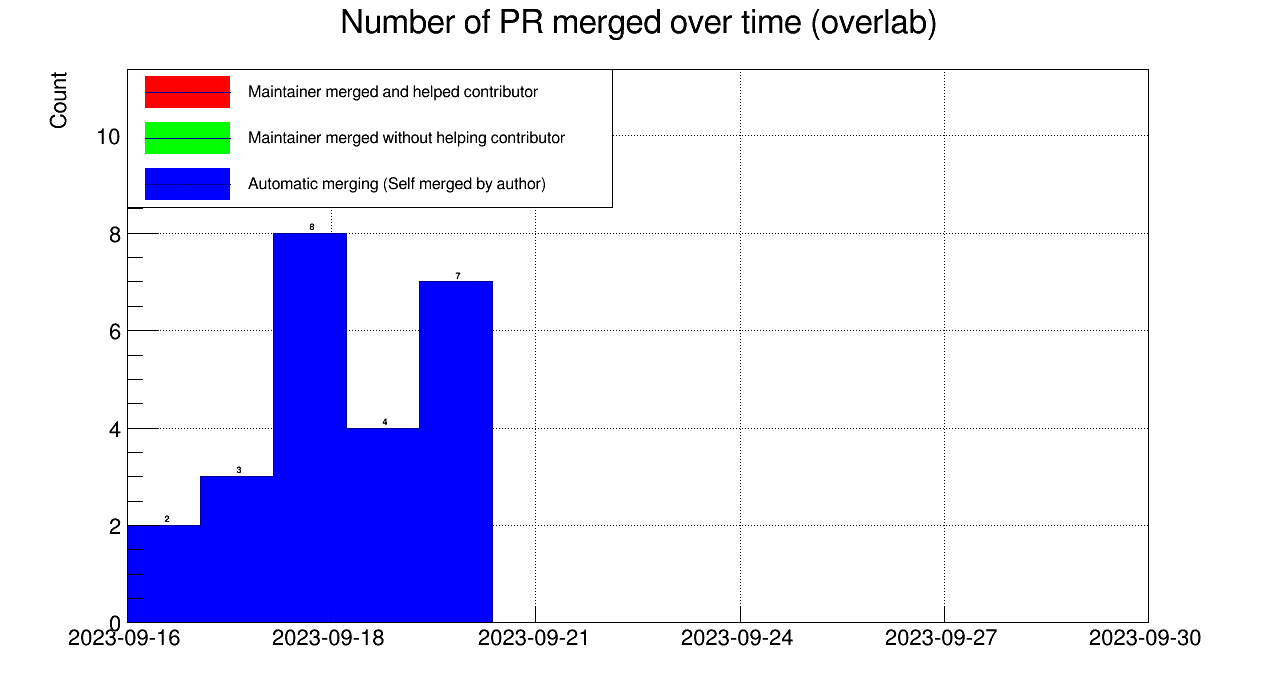 Number of PR merged over time (overlab)
Count
Maintainer merged and helped contributor
Maintainer merged without helping contributor
Automatic merging (Self merged by author)
10
8
6
4
2
0
8
7
4
3
2
2023-09-16 2023-09-18 2023-09-21 2023-09-24 2023-09-27 2023-09-30